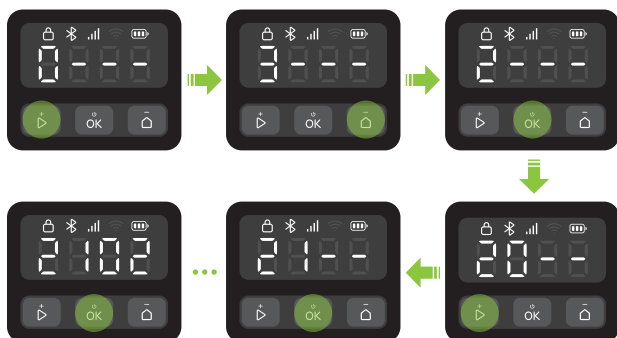 0---
+ −
OK
3---
+ −
OK
2---
+ −
OK
20--
+ −
OK
21--
+ −
OK
2102
+ −
OK